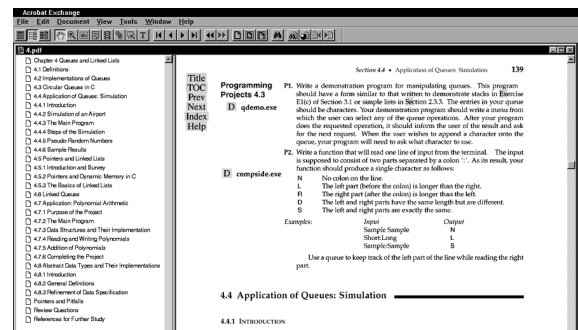 Acrobat Exchange
File Edit Document View Tools Window Help
4.pdf
Chapter 4 Queues and Linked Lists
4.1 Definitions
4.2 Implementations of Queues
4.3 Circular Queues in C
4.4 Application of Queues: Simulation
4.4.1 Introduction
4.4.2 Simulation of an Airport
4.4.3 The Main Program
4.4.4 Steps of the Simulation
4.4.5 Pseudo-Random Numbers
4.4.6 Sample Results
4.5 Pointers and Linked Lists
4.5.1 Introduction and Survey
4.5.2 Pointers and Dynamic Memory in C
4.5.3 The Basics of Linked Lists
4.6 Linked Queues
4.7 Application: Polynomial Arithmetic
4.7.1 Purpose of the Project
4.7.2 The Main Program
4.7.3 Data Structures and Their Implementation
4.7.4 Reading and Writing Polynomials
4.7.5 Addition of Polynomials
4.7.6 Completing the Project
4.8 Abstract Data Types and Their Implementations
4.8.1 Introduction
4.8.2 General Definitions
4.8.3 Refinement of Data Specification
Pointers and Pitfalls
Review Questions
References for Further Study
Title
TOC
Prev
Next
Index
Help
Section 4.4 • Application of Queues: Simulation 139
Programming
Projects 4.3
D qdemo.exe
P1. Write a demonstration program for manipulating queues. This program
should have a form similar to that written to demonstrate stacks in Exercise
E1(c) of Section 3.1 or simple lists in Section 2.3.3. The entries in your queue
should be characters. Your demonstration program should write a menu from
which the user can select any of the queue operations. After your program
does the requested operation, it should inform the user of the result and ask
for the next request. When the user wishes to append a character onto the
queue, your program will need to ask what character to use.
D compside.exe
P2. Write a function that will read one line of input from the terminal. The input
is supposed to consist of two parts separated by a colon ':'. As its result, your
function should produce a single character as follows:
N No colon on the line.
L The left part (before the colon) is longer than the right.
R The right part (after the colon) is longer than the left.
D The left and right parts have the same length but are different.
S The left and right parts are exactly the same.
Examples: Input Output
Sample Sample N
Short:Long L
Sample:Sample S
Use a queue to keep track of the left part of the line while reading the right
part.
4.4 Application of Queues: Simulation
4.4.1 INTRODUCTION